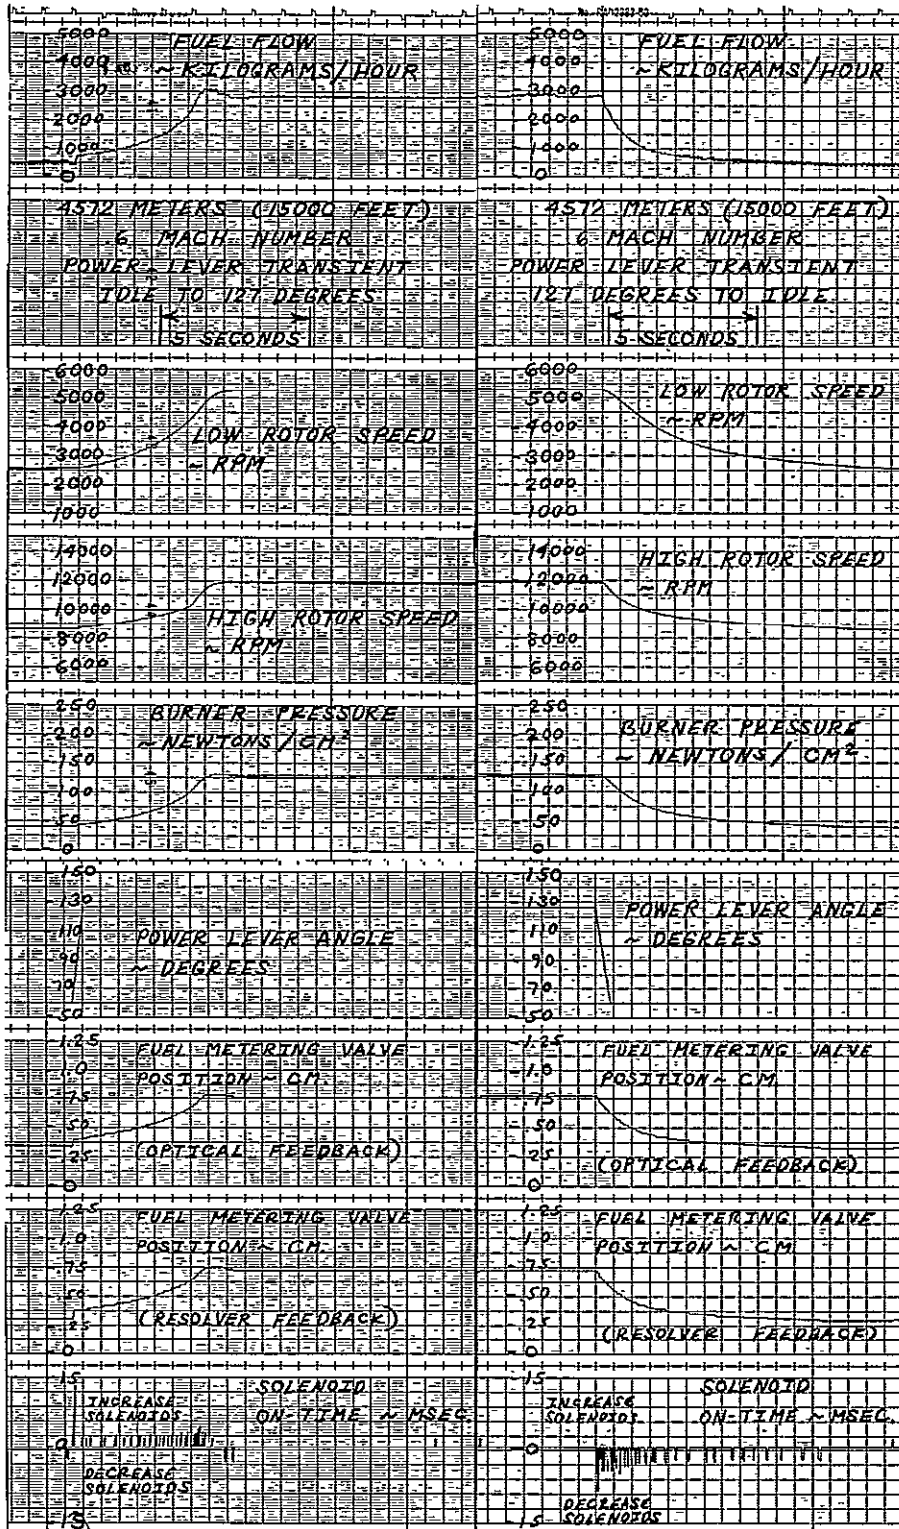 5000
FUEL FLOW
4000
~ KILOGRAMS/HOUR
3000
2000
1000
0
4572 METERS (15000 FEET)
.6 MACH NUMBER
POWER LEVER TRANSIENT
IDLE TO 127 DEGREES
5 SECONDS
6000
5000
4000
LOW ROTOR SPEED
3000
~ RPM
2000
1000
14000
12000
10000
HIGH ROTOR SPEED
8000
~ RPM
6000
250
BURNER PRESSURE
200
~ NEWTONS/CM²
150
100
50
0
150
130
110
POWER LEVER ANGLE
90
~ DEGREES
70
50
1.25
FUEL METERING VALVE
1.0
POSITION ~ CM.
.75
.50
(OPTICAL FEEDBACK)
.25
0
1.25
FUEL METERING VALVE
1.0
POSITION ~ CM.
.75
.50
(RESOLVER FEEDBACK)
.25
0
15
SOLENOID
INCREASE
SOLENOIDS
ON-TIME ~ MSEC.
0
DECREASE
SOLENOIDS
5000
FUEL FLOW
4000
~ KILOGRAMS/HOUR
3000
2000
1000
0
4572 METERS (15000 FEET)
.6 MACH NUMBER
POWER LEVER TRANSIENT
127 DEGREES TO IDLE
5 SECONDS
6000
5000
LOW ROTOR SPEED
4000
~ RPM
3000
2000
1000
14000
HIGH ROTOR SPEED
12000
~ RPM
10000
8000
6000
250
BURNER PRESSURE
200
~ NEWTONS/CM²
150
100
50
0
150
130
POWER LEVER ANGLE
110
~ DEGREES
90
70
50
1.25
FUEL METERING VALVE
1.0
POSITION ~ CM.
.75
.50
(OPTICAL FEEDBACK)
.25
0
1.25
FUEL METERING VALVE
1.0
POSITION ~ CM
.75
.50
.25
(RESOLVER FEEDBACK)
0
15
SOLENOID
INCREASE
SOLENOIDS
ON-TIME ~ MSEC.
0
DECREASE
SOLENOIDS
-15